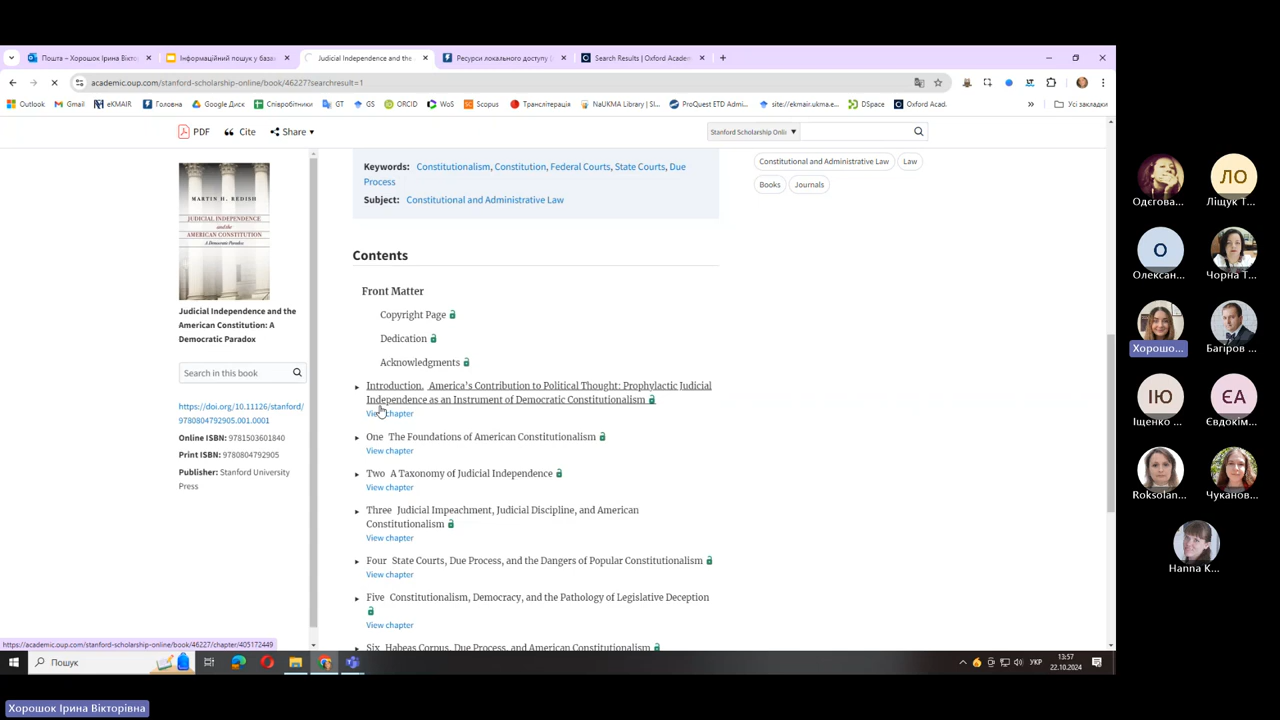 Пошта – Хорошок Ірина Вікто
Інформаційний пошук у база
Judicial Independence and the
Ресурси локального доступу (
Search Results | Oxford Academ
academic.oup.com/stanford-scholarship-online/book/46227?searchresult=1
Outlook
Gmail
eKMAIR
Головна
Google Диск
Співробітники
GT
GS
ORCID
WoS
Scopus
Транслітерація
NaUKMA Library | Sl...
ProQuest ETD Admi...
site://ekmair.ukma.e...
DSpace
Oxford Acad.
Усі закладки
PDF
Cite
Share
Stanford Scholarship Onli
MARTIN H. REDISH
JUDICIAL INDEPENDENCE
and the
AMERICAN CONSTITUTION
A Democratic Paradox
Judicial Independence and the
American Constitution: A
Democratic Paradox
Search in this book
https://doi.org/10.11126/stanford/
9780804792905.001.0001
Online ISBN: 9781503601840
Print ISBN: 9780804792905
Publisher: Stanford University
Press
Keywords: Constitutionalism, Constitution, Federal Courts, State Courts, Due
Process
Subject: Constitutional and Administrative Law
Contents
Front Matter
Copyright Page
Dedication
Acknowledgments
Introduction. America's Contribution to Political Thought: Prophylactic Judicial
Independence as an Instrument of Democratic Constitutionalism
View chapter
One The Foundations of American Constitutionalism
View chapter
Two A Taxonomy of Judicial Independence
View chapter
Three Judicial Impeachment, Judicial Discipline, and American
Constitutionalism
View chapter
Four State Courts, Due Process, and the Dangers of Popular Constitutionalism
View chapter
Five Constitutionalism, Democracy, and the Pathology of Legislative Deception
View chapter
Six Habeas Corpus, Due Process, and American Constitutionalism
Constitutional and Administrative Law
Law
Books
Journals
https://academic.oup.com/stanford-scholarship-online/book/46227/chapter/405172449
Пошук
УКР
13:57
22.10.2024
Одєгова...
Ліщук Т...
О
ЛО
Олексан...
Чорна Т...
Хорошо...
Багіров ...
ІЮ
ЄА
Іщенко ...
Євдокім...
Roksolan...
Чуканов...
Hanna K...
Хорошок Ірина Вікторівна